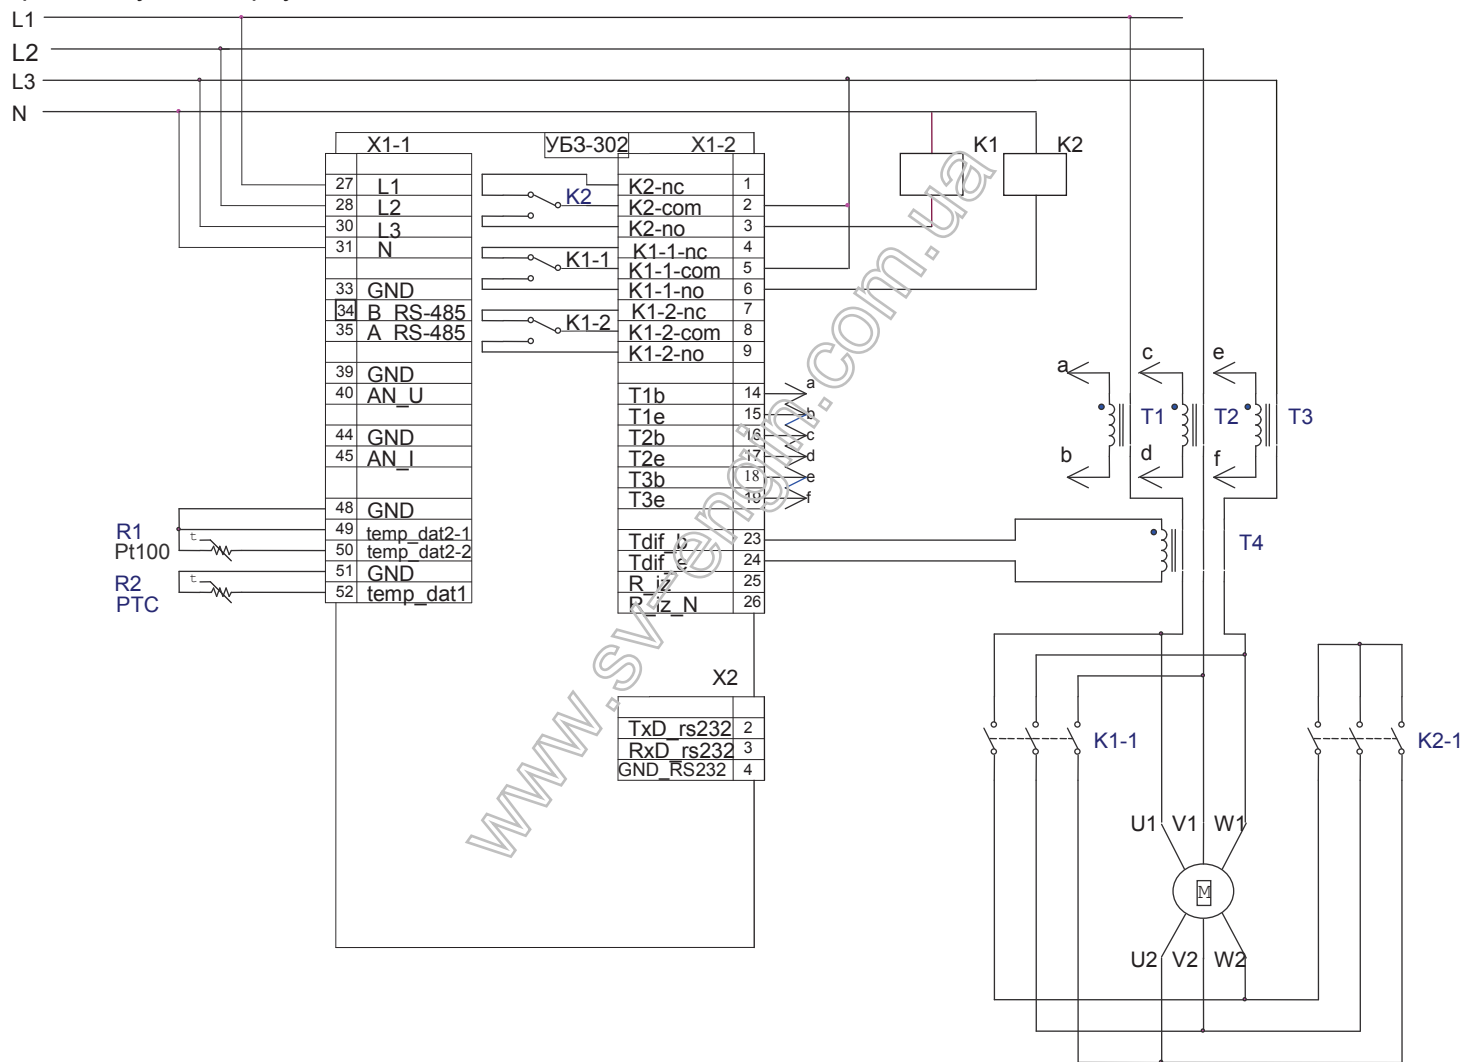 L1
L2
L3
N
X1-1
УБЗ-302
X1-2
K1
K2
27 L1
28 L2
30 L3
31 N
33 GND
34 B RS-485
35 A RS-485
39 GND
40 AN_U
44 GND
45 AN_I
48 GND
49 temp_dat2-1
50 temp_dat2-2
51 GND
52 temp_dat1
R1
Pt100
t
R2
PTC
t
K2
K1-1
K1-2
K2-nc 1
K2-com 2
K2-no 3
K1-1-nc 4
K1-1-com 5
K1-1-no 6
K1-2-nc 7
K1-2-com 8
K1-2-no 9
T1b 14 a
T1e 15 b
T2b 16 c
T2e 17 d
T3b 18 e
T3e 19 f
Tdif_b 23
Tdif_e 24
R_iz 25
R_iz_N 26
X2
TxD_rs232 2
RxD_rs232 3
GND_RS232 4
a c e
T1 T2 T3
b d f
T4
K1-1
K2-1
U1 V1 W1
M
U2 V2 W2
www.sv-engin.com.ua